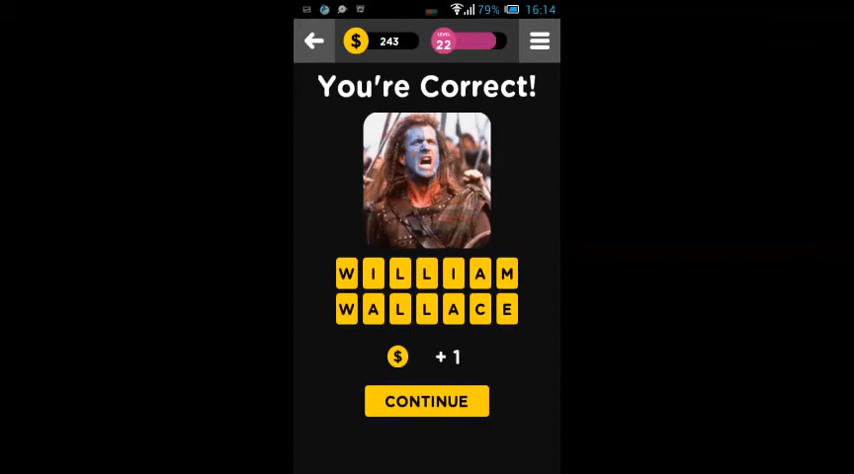 79% 16:14
$ 243 LEVEL 22
You're Correct!
WILLIAM
WALLACE
$ + 1
CONTINUE